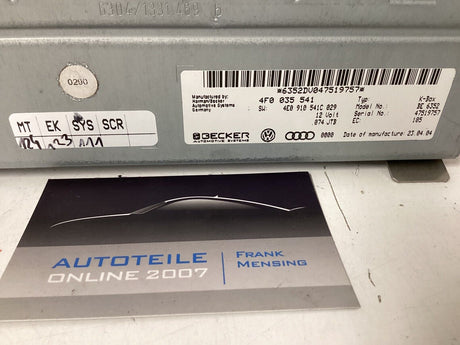 0200
MT EK SYS SCR
#6352DV047519757#
Manufactured by:
Harman/Becker
Automotive Systems
Germany
4F0 035 541
SW: 4E0 910 541C 029
12 Volt
074 JTB
Typ: K-Box
Model No.: BE 6352
Serial No.: 47519757
EC: 105
BECKER
AUTOMOTIVE SYSTEMS
0000
Date of manufacture: 23.04.04
AUTOTEILE
ONLINE 2007
FRANK
MENSING